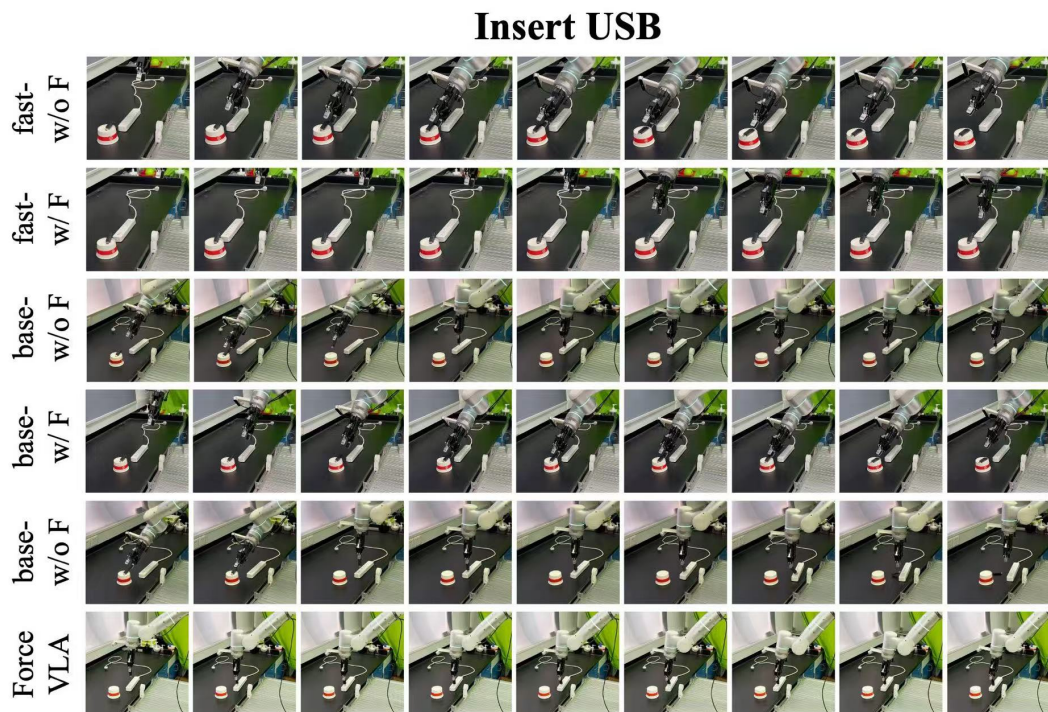 Insert USB
fast-
w/o F
fast-
w/ F
base-
w/o F
base-
w/ F
base-
w/o F
Force
VLA